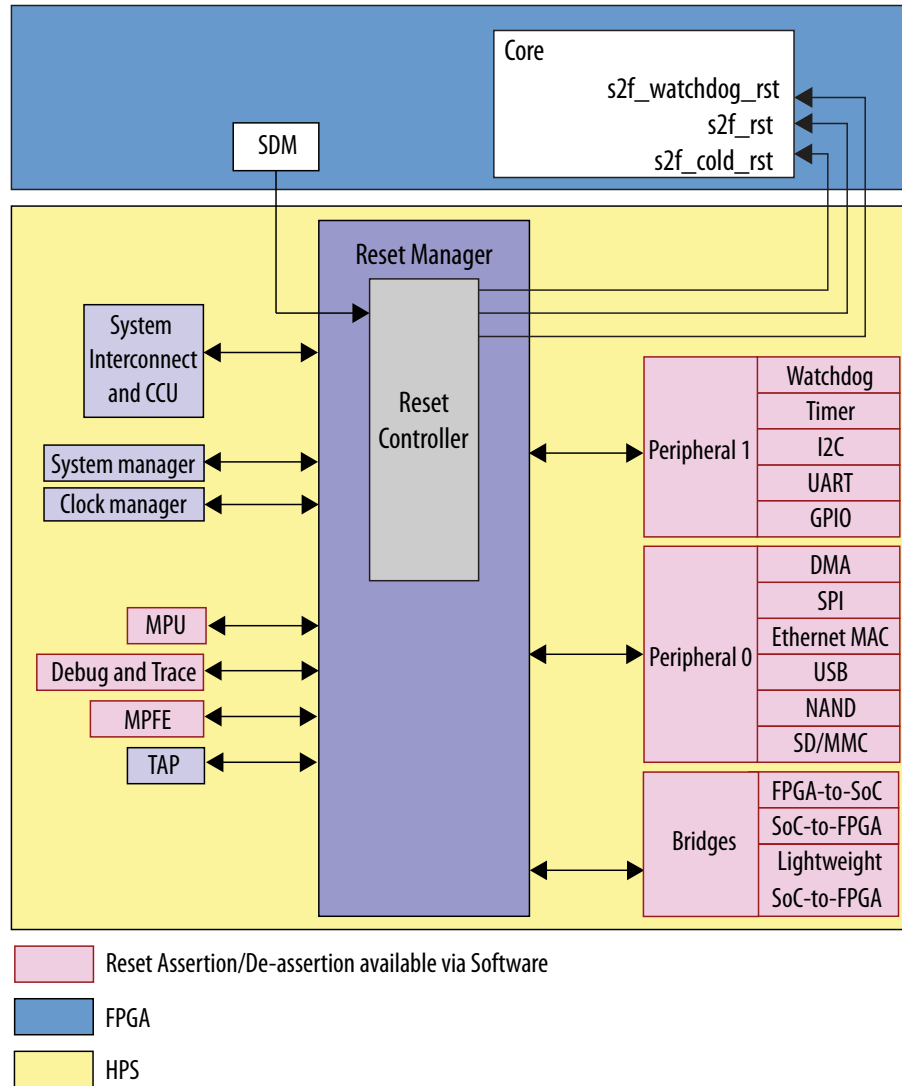 Core
s2f_watchdog_rst
s2f_rst
s2f_cold_rst
SDM
Reset Manager
Reset
Controller
System
Interconnect
and CCU
System manager
Clock manager
MPU
Debug and Trace
MPFE
TAP
Peripheral 1
Watchdog
Timer
I2C
UART
GPIO
Peripheral 0
DMA
SPI
Ethernet MAC
USB
NAND
SD/MMC
Bridges
FPGA-to-SoC
SoC-to-FPGA
Lightweight
SoC-to-FPGA
Reset Assertion/De-assertion available via Software
FPGA
HPS